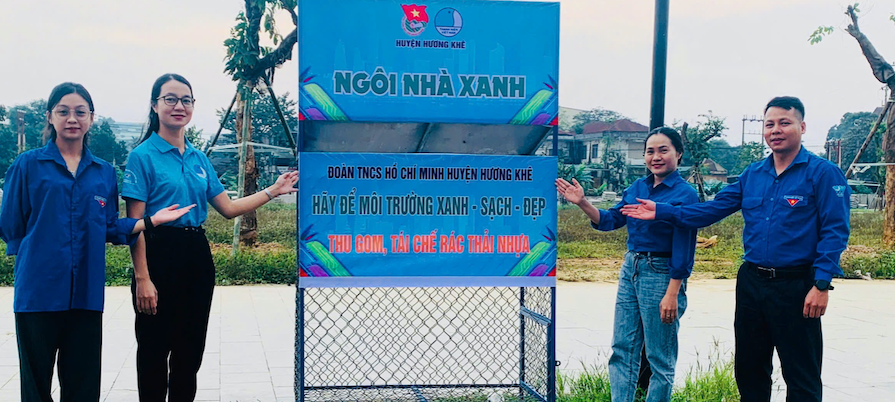 HUYỆN HƯƠNG KHÊ
NGÔI NHÀ XANH
ĐOÀN TNCS HỒ CHÍ MINH HUYỆN HƯƠNG KHÊ
HÃY ĐỂ MÔI TRƯỜNG XANH - SẠCH - ĐẸP
THU GOM, TÁI CHẾ RÁC THẢI NHỰA